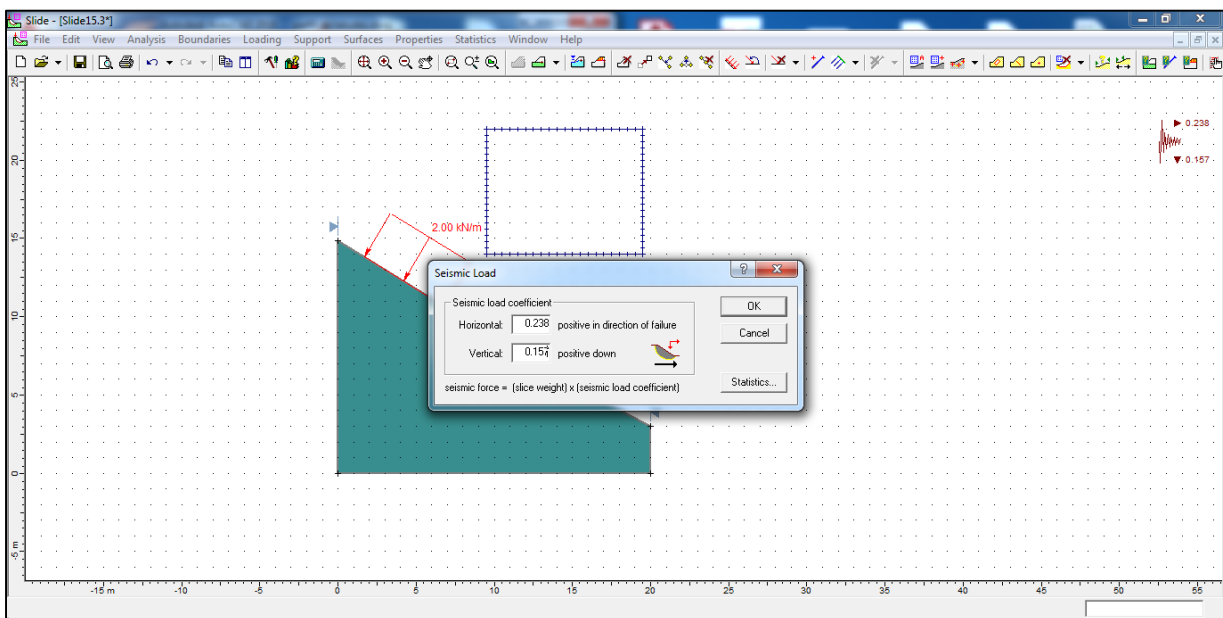 Slide - [Slide15.3*]
File Edit View Analysis Boundaries Loading Support Surfaces Properties Statistics Window Help
25
20
15
10
5
0
-5 m
0.238
0.157
2.00 kN/m
Seismic Load
Seismic load coefficient
Horizontal: 0.238 positive in direction of failure
Vertical: 0.157 positive down
seismic force = (slice weight) x (seismic load coefficient)
OK
Cancel
Statistics...
-15 m -10 -5 0 5 10 15 20 25 30 35 40 45 50 55